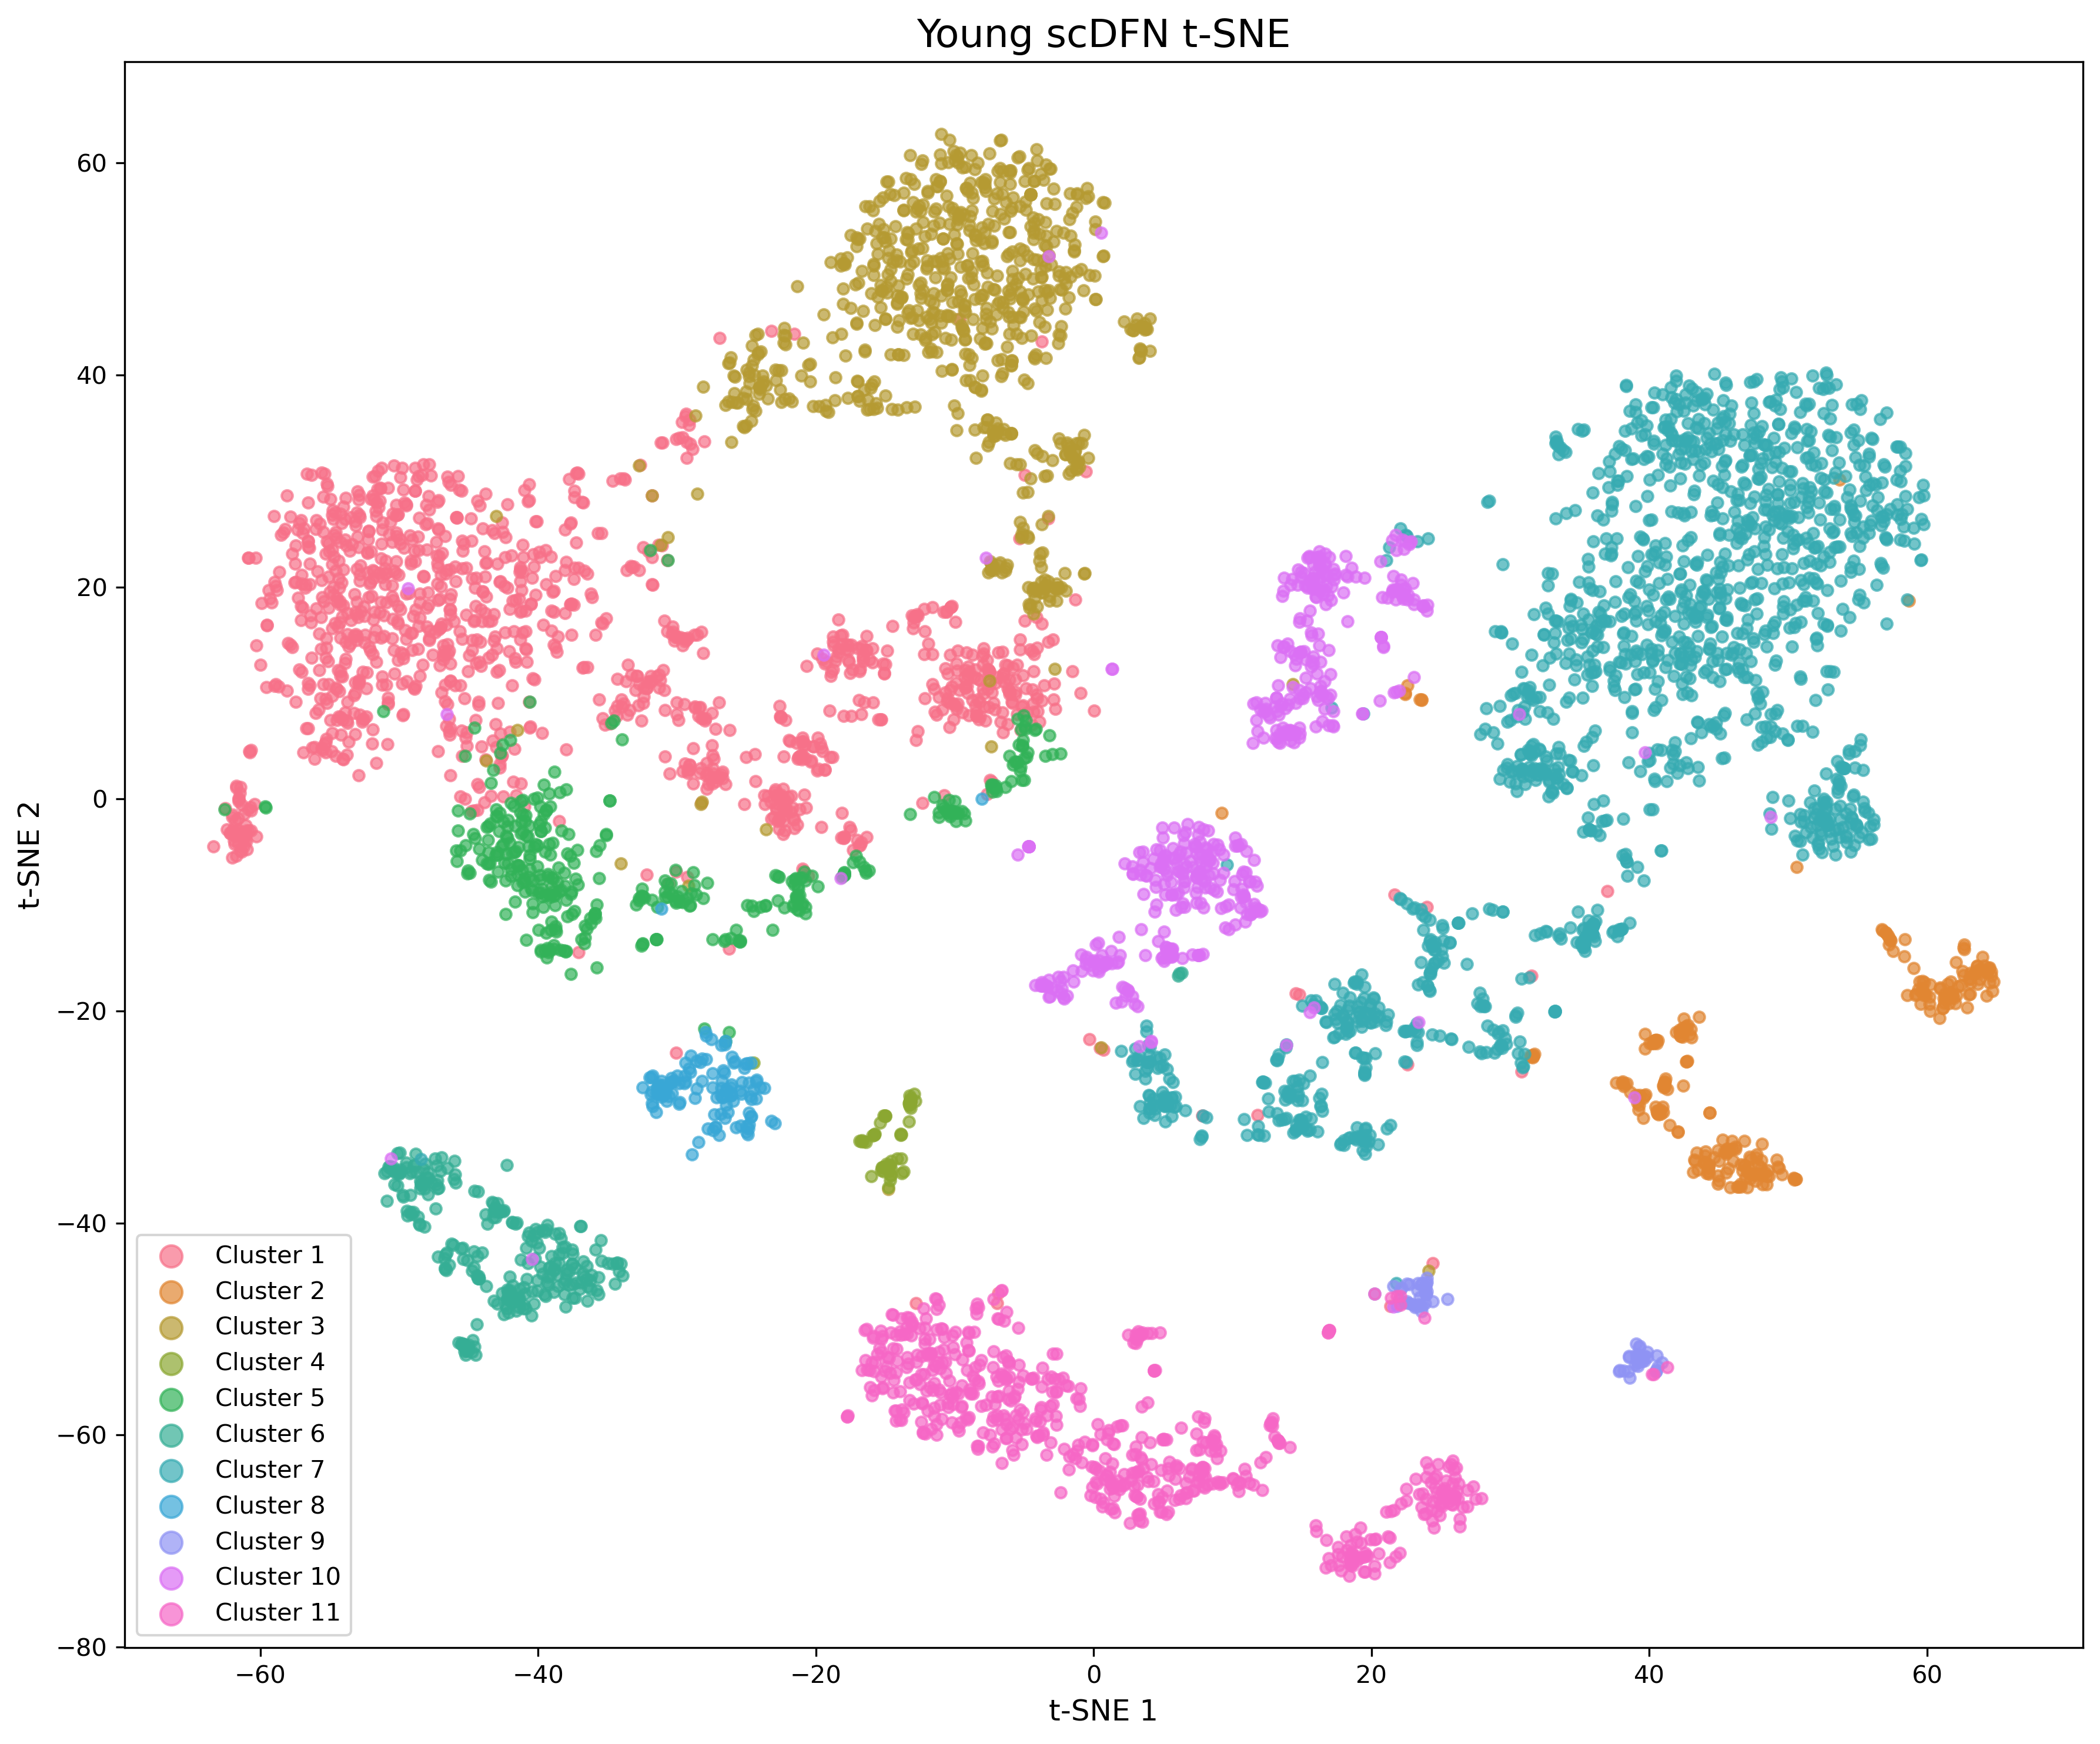 Young scDFN t-SNE
60
40
20
0
−20
−40
−60
−80
t-SNE 2
Cluster 1
Cluster 2
Cluster 3
Cluster 4
Cluster 5
Cluster 6
Cluster 7
Cluster 8
Cluster 9
Cluster 10
Cluster 11
−60 −40 −20 0 20 40 60
t-SNE 1